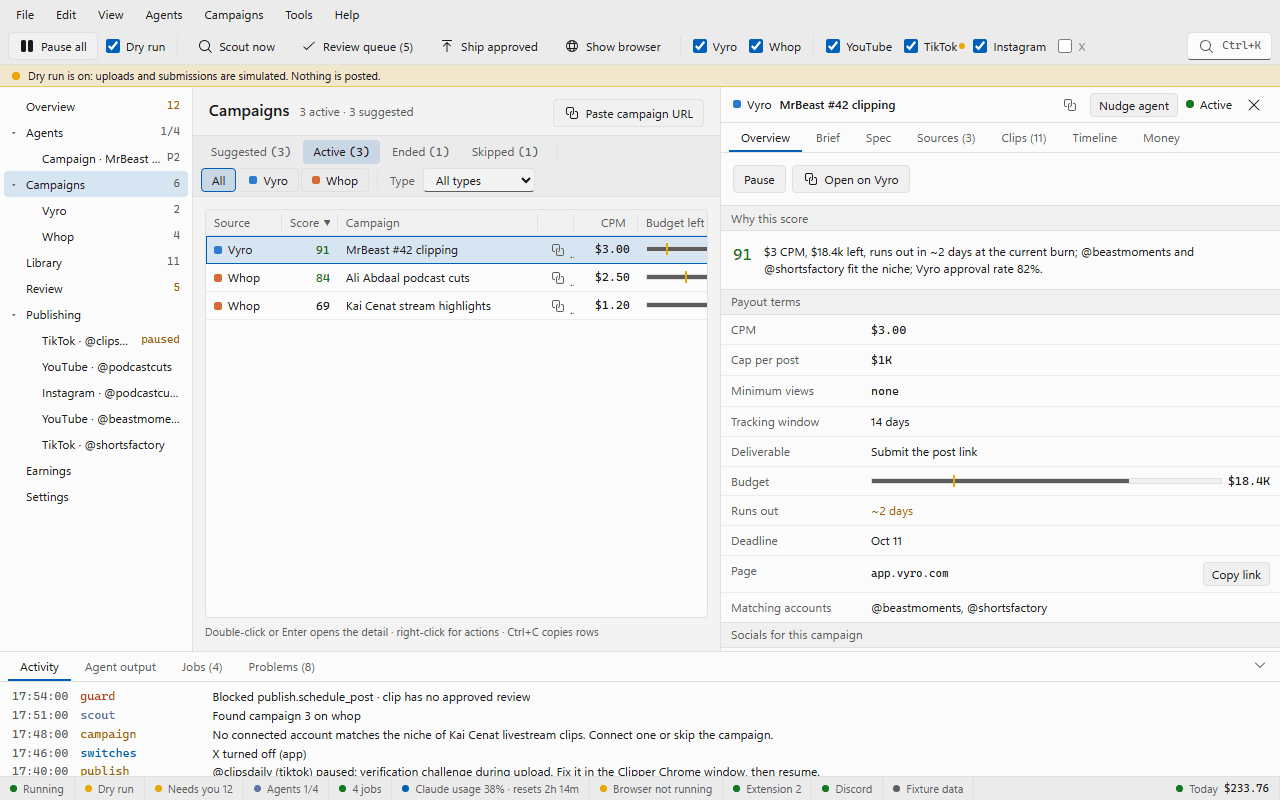 File Edit View Agents Campaigns Tools Help
Pause all Dry run Scout now Review queue (5) Ship approved Show browser Vyro Whop YouTube TikTok Instagram X Ctrl+K
Dry run is on: uploads and submissions are simulated. Nothing is posted.
Overview 12
Agents 1/4
Campaign · MrBeast ... P2
Campaigns 6
Vyro 2
Whop 4
Library 11
Review 5
Publishing
TikTok · @clips... paused
YouTube · @podcastcuts
Instagram · @podcastcu...
YouTube · @beastmome...
TikTok · @shortsfactory
Earnings
Settings
Campaigns 3 active · 3 suggested Paste campaign URL
Suggested (3) Active (3) Ended (1) Skipped (1)
All Vyro Whop Type All types
Source Score ▼ Campaign CPM Budget left
Vyro 91 MrBeast #42 clipping $3.00
Whop 84 Ali Abdaal podcast cuts $2.50
Whop 69 Kai Cenat stream highlights $1.20
Double-click or Enter opens the detail · right-click for actions · Ctrl+C copies rows
Vyro MrBeast #42 clipping Nudge agent Active
Overview Brief Spec Sources (3) Clips (11) Timeline Money
Pause Open on Vyro
Why this score
91 $3 CPM, $18.4k left, runs out in ~2 days at the current burn; @beastmoments and
@shortsfactory fit the niche; Vyro approval rate 82%.
Payout terms
CPM $3.00
Cap per post $1K
Minimum views none
Tracking window 14 days
Deliverable Submit the post link
Budget $18.4K
Runs out ~2 days
Deadline Oct 11
Page app.vyro.com Copy link
Matching accounts @beastmoments, @shortsfactory
Socials for this campaign
Activity Agent output Jobs (4) Problems (8)
17:54:00 guard Blocked publish.schedule_post · clip has no approved review
17:51:00 scout Found campaign 3 on whop
17:48:00 campaign No connected account matches the niche of Kai Cenat livestream clips. Connect one or skip the campaign.
17:46:00 switches X turned off (app)
17:40:00 publish @clipsdaily (tiktok) paused: verification challenge during upload. Fix it in the Clipper Chrome window, then resume.
Running Dry run Needs you 12 Agents 1/4 4 jobs Claude usage 38% · resets 2h 14m Browser not running Extension 2 Discord Fixture data Today $233.76